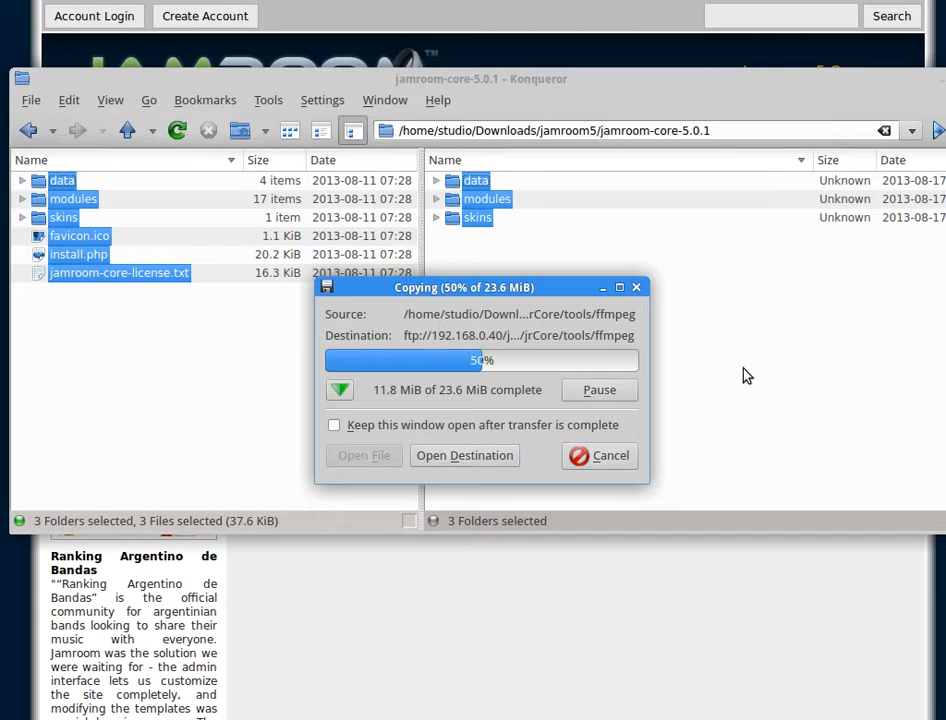 Account Login Create Account Search
JAMROOM™
jamroom-core-5.0.1 – Konqueror
File Edit View Go Bookmarks Tools Settings Window Help
/home/studio/Downloads/jamroom5/jamroom-core-5.0.1
Name Size Date Name Size Date
data 4 items 2013-08-11 07:28 data Unknown 2013-08-17
modules 17 items 2013-08-11 07:28 modules Unknown 2013-08-17
skins 1 item 2013-08-11 07:28 skins Unknown 2013-08-17
favicon.ico 1.1 KiB 2013-08-11 07:28
install.php 20.2 KiB 2013-08-11 07:28
jamroom-core-license.txt 16.3 KiB 2013-08-11 07:28
Copying (50% of 23.6 MiB)
Source: /home/studio/Downl...rCore/tools/ffmpeg
Destination: ftp://192.168.0.40/j.../jrCore/tools/ffmpeg
50%
11.8 MiB of 23.6 MiB complete Pause
Keep this window open after transfer is complete
Open File Open Destination Cancel
3 Folders selected, 3 Files selected (37.6 KiB) 3 Folders selected
Ranking Argentino de
Bandas
"“Ranking Argentino de
Bandas” is the official
community for argentinian
bands looking to share their
music with everyone.
Jamroom was the solution we
were waiting for - the admin
interface lets us customize
the site completely, and
modifying the templates was